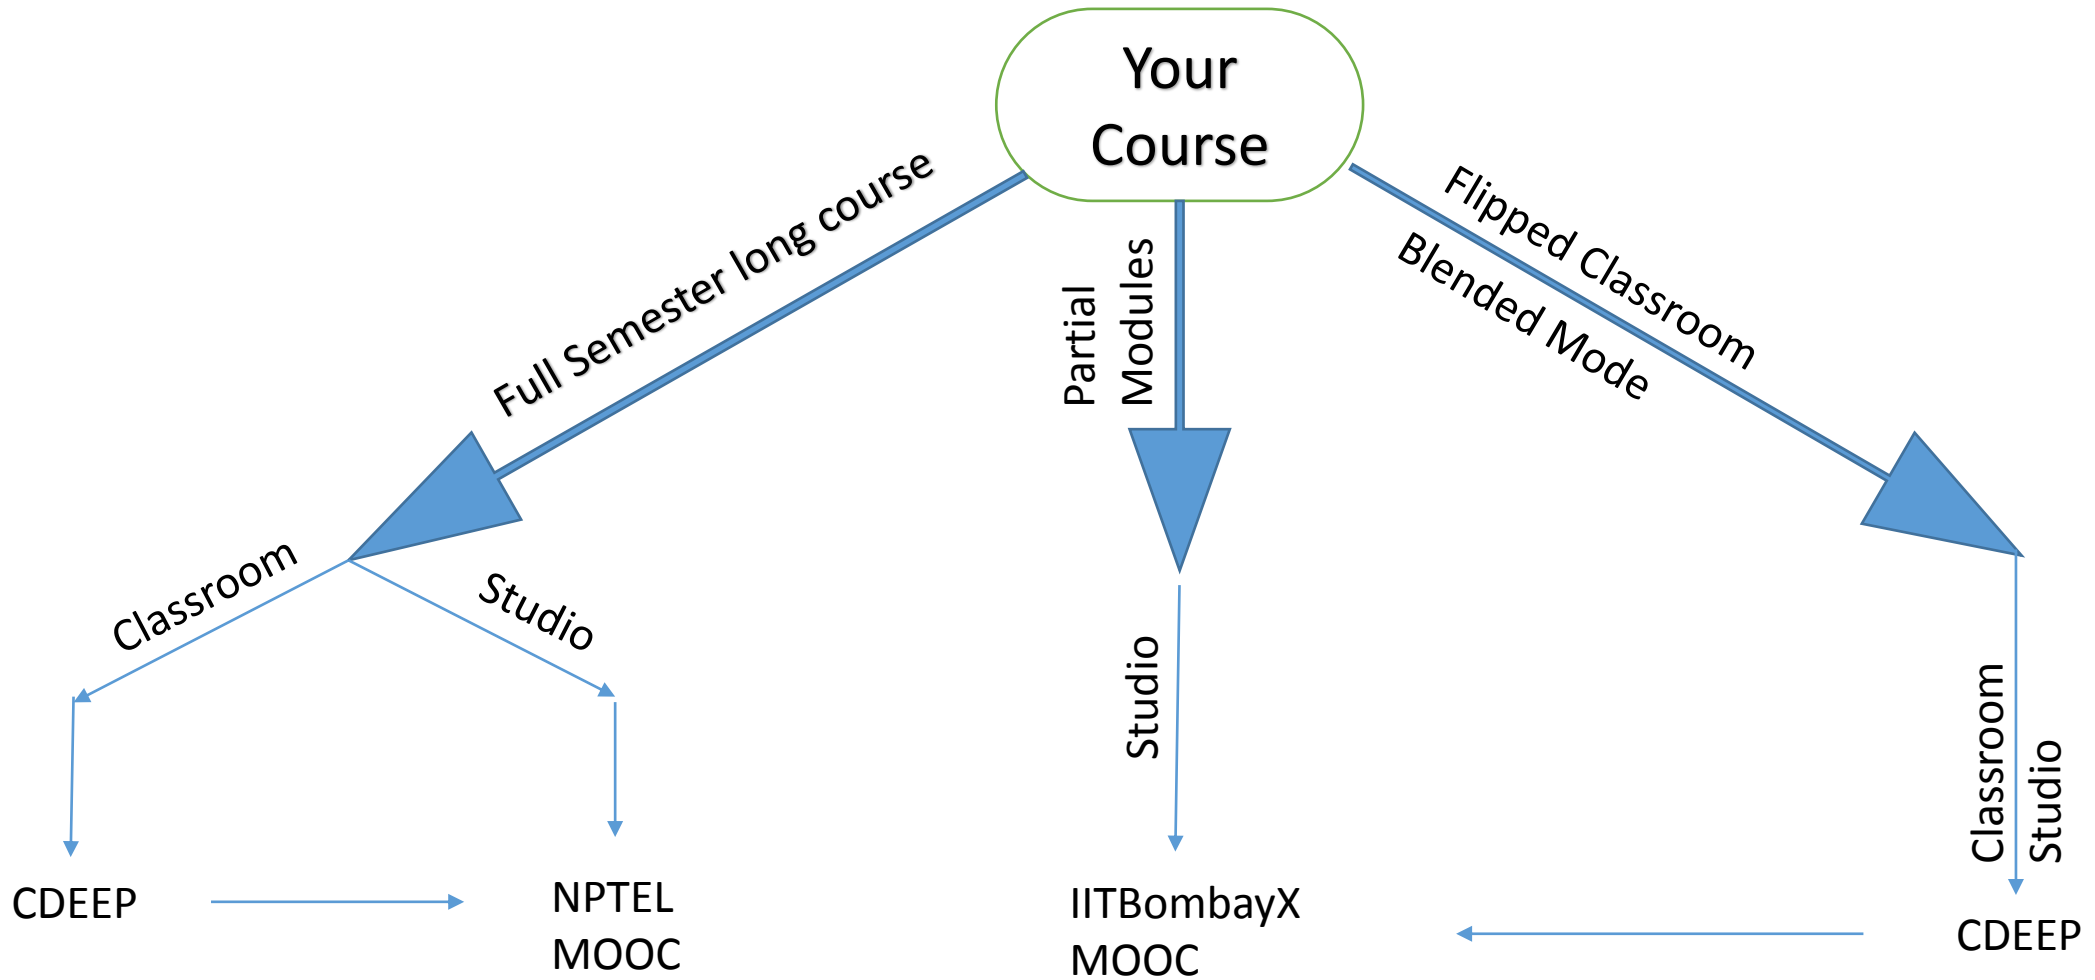 Your
Course
Full Semester long course
Partial
Modules
Flipped Classroom
Blended Mode
Classroom
Studio
Studio
Classroom
Studio
CDEEP
NPTEL
MOOC
IITBombayX
MOOC
CDEEP